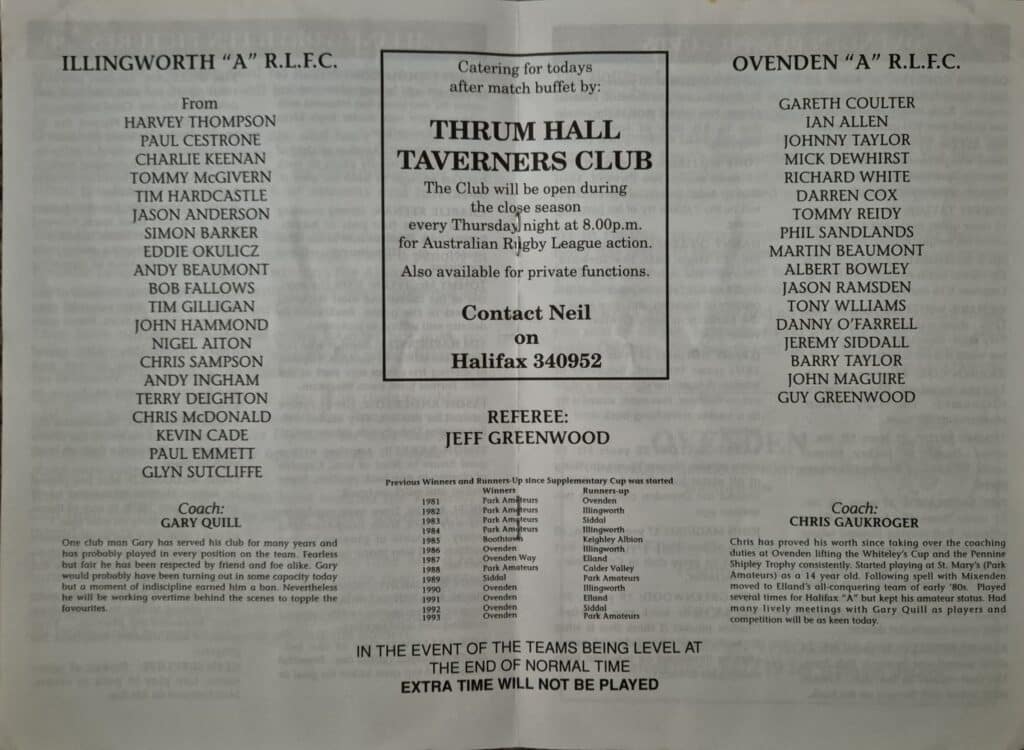 ILLINGWORTH "A" R.L.F.C.
From
HARVEY THOMPSON
PAUL CESTRONE
CHARLIE KEENAN
TOMMY McGIVERN
TIM HARDCASTLE
JASON ANDERSON
SIMON BARKER
EDDIE OKULICZ
ANDY BEAUMONT
BOB FALLOWS
TIM GILLIGAN
JOHN HAMMOND
NIGEL AITON
CHRIS SAMPSON
ANDY INGHAM
TERRY DEIGHTON
CHRIS McDONALD
KEVIN CADE
PAUL EMMETT
GLYN SUTCLIFFE
Coach:
GARY QUILL
One club man Gary has served his club for many years and
has probably played in every position on the team. Fearless
but fair he has been respected by friend and foe alike. Gary
would probably have been turning out in some capacity today
but a moment of indiscipline earned him a ban. Nevertheless
he will be working overtime behind the scenes to topple the
favourites.
Catering for todays
after match buffet by:
THRUM HALL
TAVERNERS CLUB
The Club will be open during
the close season
every Thursday night at 8.00p.m.
for Australian Rugby League action.
Also available for private functions.
Contact Neil
on
Halifax 340952
REFEREE:
JEFF GREENWOOD
Previous Winners and Runners-Up since Supplementary Cup was started
Winners Runners-up
1981 Park Amateurs Ovenden
1982 Park Amateurs Illingworth
1983 Park Amateurs Siddal
1984 Park Amateurs Illingworth
1985 Boothtown Keighley Albion
1986 Ovenden Illingworth
1987 Ovenden Way Elland
1988 Park Amateurs Calder Valley
1989 Siddal Park Amateurs
1990 Ovenden Illingworth
1991 Ovenden Elland
1992 Ovenden Siddal
1993 Ovenden Park Amateurs
IN THE EVENT OF THE TEAMS BEING LEVEL AT
THE END OF NORMAL TIME
EXTRA TIME WILL NOT BE PLAYED
OVENDEN "A" R.L.F.C.
GARETH COULTER
IAN ALLEN
JOHNNY TAYLOR
MICK DEWHIRST
RICHARD WHITE
DARREN COX
TOMMY REIDY
PHIL SANDLANDS
MARTIN BEAUMONT
ALBERT BOWLEY
JASON RAMSDEN
TONY WLLIAMS
DANNY O'FARRELL
JEREMY SIDDALL
BARRY TAYLOR
JOHN MAGUIRE
GUY GREENWOOD
Coach:
CHRIS GAUKROGER
Chris has proved his worth since taking over the coaching
duties at Ovenden lifting the Whiteley's Cup and the Pennine
Shipley Trophy consistently. Started playing at St. Mary's (Park
Amateurs) as a 14 year old. Following spell with Mixenden
moved to Elland's all-conquering team of early '80s. Played
several times for Halifax "A" but kept his amateur status. Had
many lively meetings with Gary Quill as players and
competition will be as keen today.